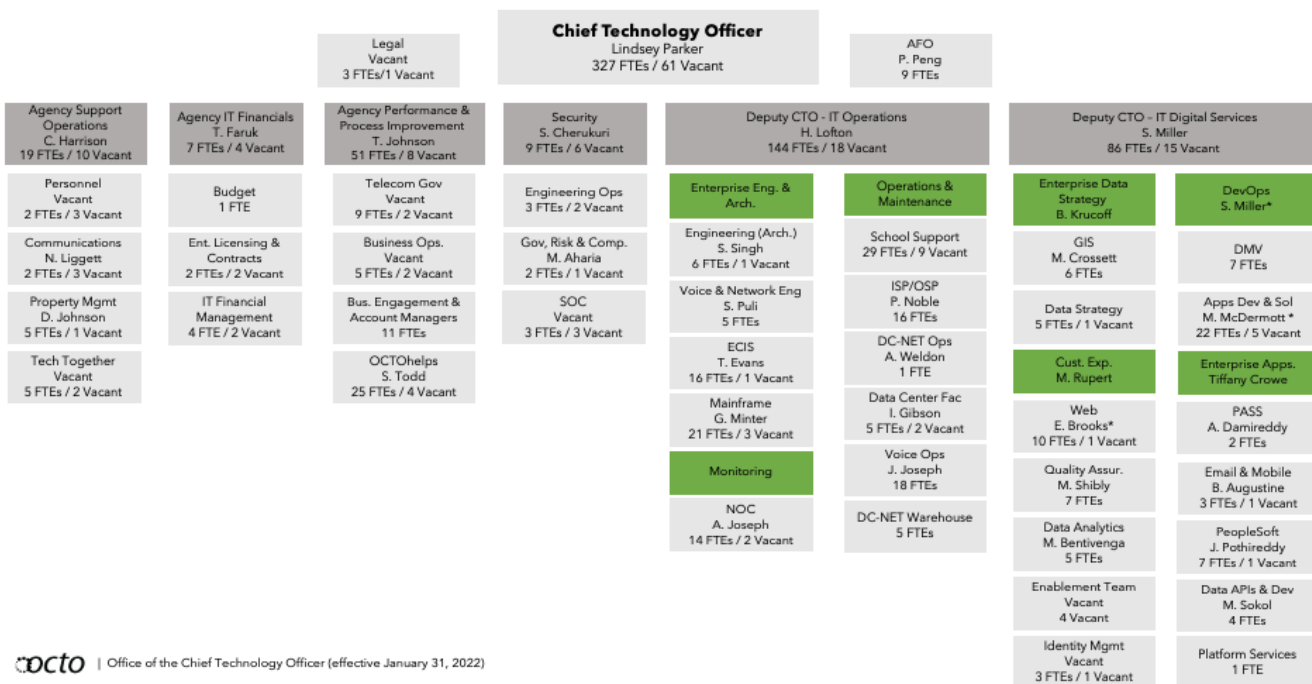 Chief Technology Officer
Lindsey Parker
327 FTEs / 61 Vacant
Legal
Vacant
3 FTEs/1 Vacant
AFO
P. Peng
9 FTEs
Agency Support
Operations
C. Harrison
19 FTEs / 10 Vacant
Personnel
Vacant
2 FTEs / 3 Vacant
Communications
N. Liggett
2 FTEs / 3 Vacant
Property Mgmt
D. Johnson
5 FTEs / 1 Vacant
Tech Together
Vacant
5 FTEs / 2 Vacant
Agency IT Financials
T. Faruk
7 FTEs / 4 Vacant
Budget
1 FTE
Ent. Licensing &
Contracts
2 FTEs / 2 Vacant
IT Financial
Management
4 FTE / 2 Vacant
Agency Performance &
Process Improvement
T. Johnson
51 FTEs / 8 Vacant
Telecom Gov
Vacant
9 FTEs / 2 Vacant
Business Ops.
Vacant
5 FTEs / 2 Vacant
Bus. Engagement &
Account Managers
11 FTEs
OCTOhelps
S. Todd
25 FTEs / 4 Vacant
Security
S. Cherukuri
9 FTEs / 6 Vacant
Engineering Ops
3 FTEs / 2 Vacant
Gov, Risk & Comp.
M. Aharia
2 FTEs / 1 Vacant
SOC
Vacant
3 FTEs / 3 Vacant
Deputy CTO - IT Operations
H. Lofton
144 FTEs / 18 Vacant
Enterprise Eng. &
Arch.
Engineering (Arch.)
S. Singh
6 FTEs / 1 Vacant
Voice & Network Eng
S. Puli
5 FTEs
ECIS
T. Evans
16 FTEs / 1 Vacant
Mainframe
G. Minter
21 FTEs / 3 Vacant
Monitoring
NOC
A. Joseph
14 FTEs / 2 Vacant
Operations &
Maintenance
School Support
29 FTEs / 9 Vacant
ISP/OSP
P. Noble
16 FTEs
DC-NET Ops
A. Weldon
1 FTE
Data Center Fac
I. Gibson
5 FTEs / 2 Vacant
Voice Ops
J. Joseph
18 FTEs
DC-NET Warehouse
5 FTEs
Deputy CTO – IT Digital Services
S. Miller
86 FTEs / 15 Vacant
Enterprise Data
Strategy
B. Krucoff
GIS
M. Crossett
6 FTEs
Data Strategy
5 FTEs / 1 Vacant
Cust. Exp.
M. Rupert
Web
E. Brooks*
10 FTEs / 1 Vacant
Quality Assur.
M. Shibly
7 FTEs
Data Analytics
M. Bentivenga
5 FTEs
Enablement Team
Vacant
4 Vacant
Identity Mgmt
Vacant
3 FTEs / 1 Vacant
DevOps
S. Miller*
DMV
7 FTEs
Apps Dev & Sol
M. McDermott *
22 FTEs / 5 Vacant
Enterprise Apps.
Tiffany Crowe
PASS
A. Damireddy
2 FTEs
Email & Mobile
B. Augustine
3 FTEs / 1 Vacant
PeopleSoft
J. Pothireddy
7 FTEs / 1 Vacant
Data APIs & Dev
M. Sokol
4 FTEs
Platform Services
1 FTE
octo | Office of the Chief Technology Officer (effective January 31, 2022)